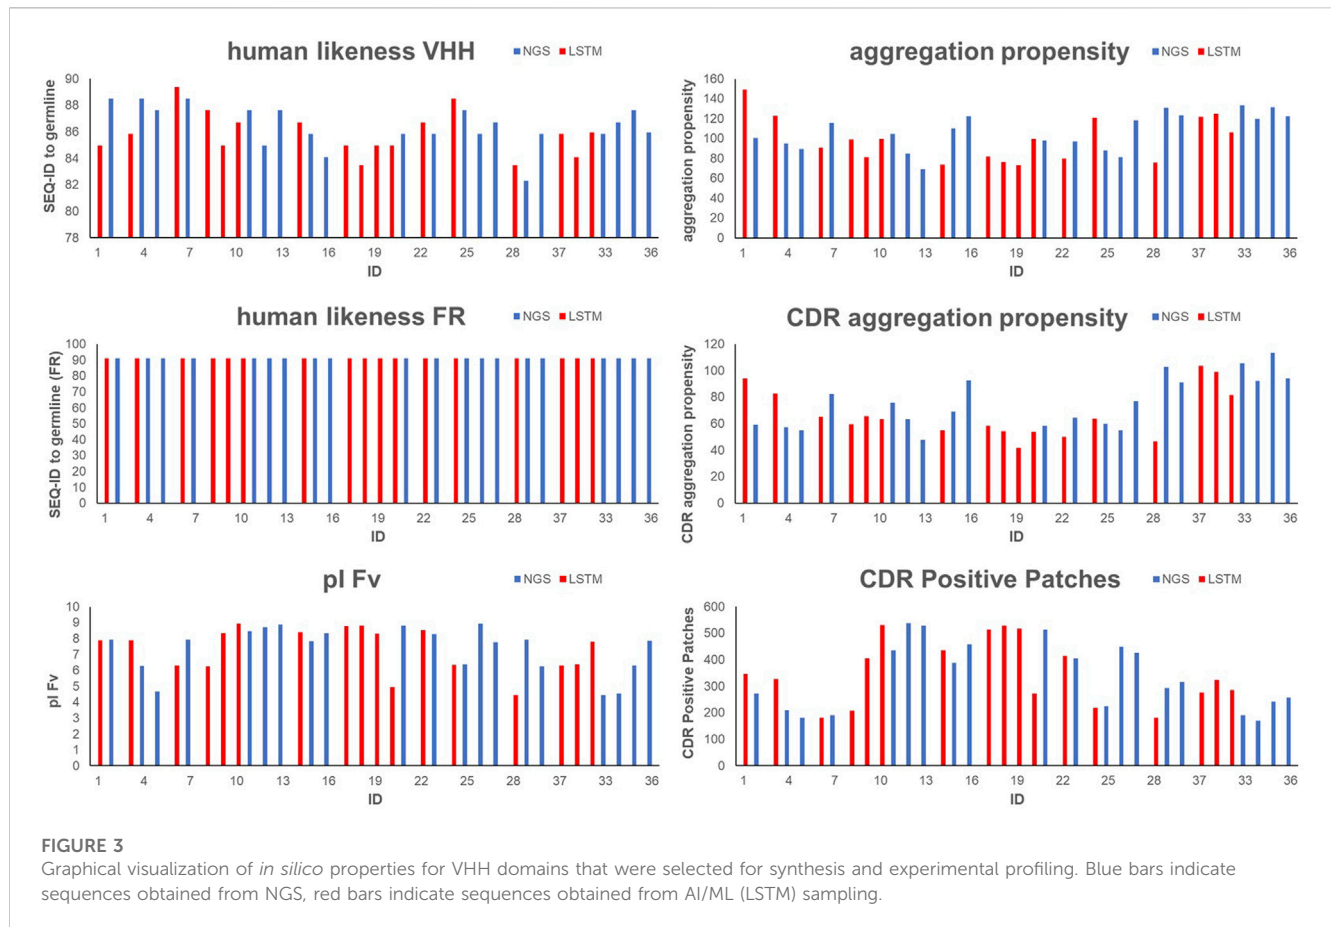 human likeness VHH
NGS LSTM
SEQ-ID to germline
90
88
86
84
82
80
78
1 4 7 10 13 16 19 22 25 28 37 33 36
ID
aggregation propensity
NGS LSTM
aggregation propensity
160
140
120
100
80
60
40
20
0
1 4 7 10 13 16 19 22 25 28 37 33 36
ID
human likeness FR
NGS LSTM
SEQ-ID to germline (FR)
100
90
80
70
60
50
40
30
20
10
0
1 4 7 10 13 16 19 22 25 28 37 33 36
ID
CDR aggregation propensity
NGS LSTM
CDR aggregation propensity
120
100
80
60
40
20
0
1 4 7 10 13 16 19 22 25 28 37 33 36
ID
pI Fv
NGS LSTM
pI Fv
10
9
8
7
6
5
4
3
2
1
0
1 4 7 10 13 16 19 22 25 28 37 33 36
ID
CDR Positive Patches
NGS LSTM
CDR Positive Patches
600
500
400
300
200
100
0
1 4 7 10 13 16 19 22 25 28 37 33 36
ID
FIGURE 3
Graphical visualization of in silico properties for VHH domains that were selected for synthesis and experimental profiling. Blue bars indicate
sequences obtained from NGS, red bars indicate sequences obtained from AI/ML (LSTM) sampling.